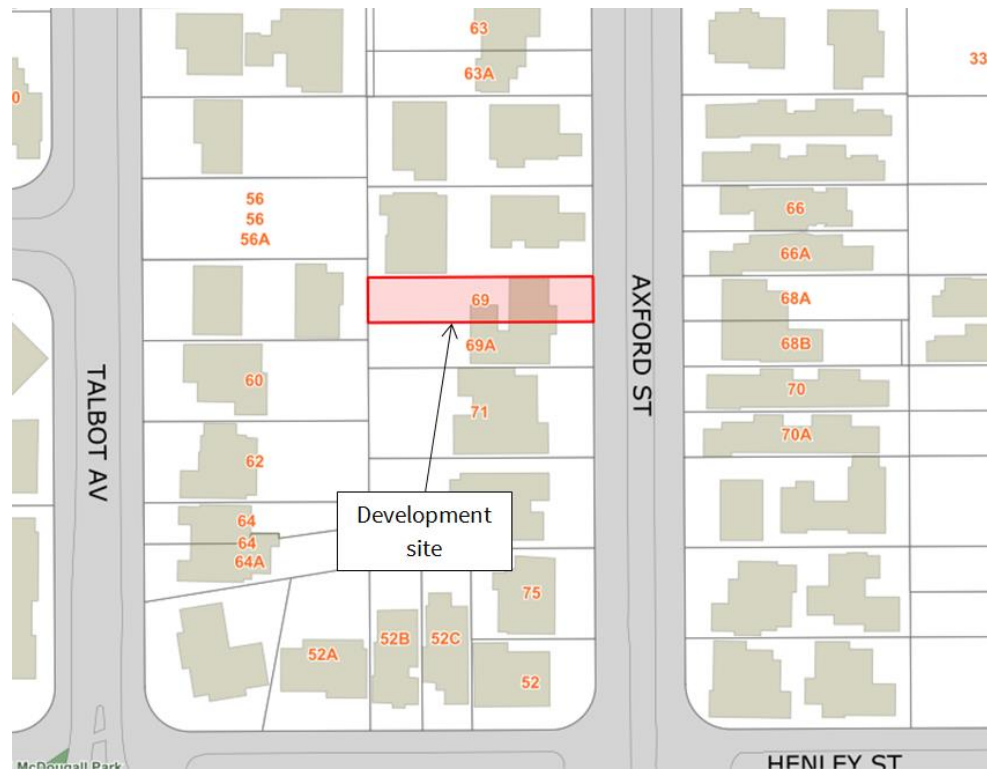 63
63A
33
0
56
56
56A
66
66A
69
68A
69A
68B
60
71
70
70A
62
64
64
64A
Development
site
75
52B
52C
52A
52
TALBOT AV
AXFORD ST
HENLEY ST
McDougall Park